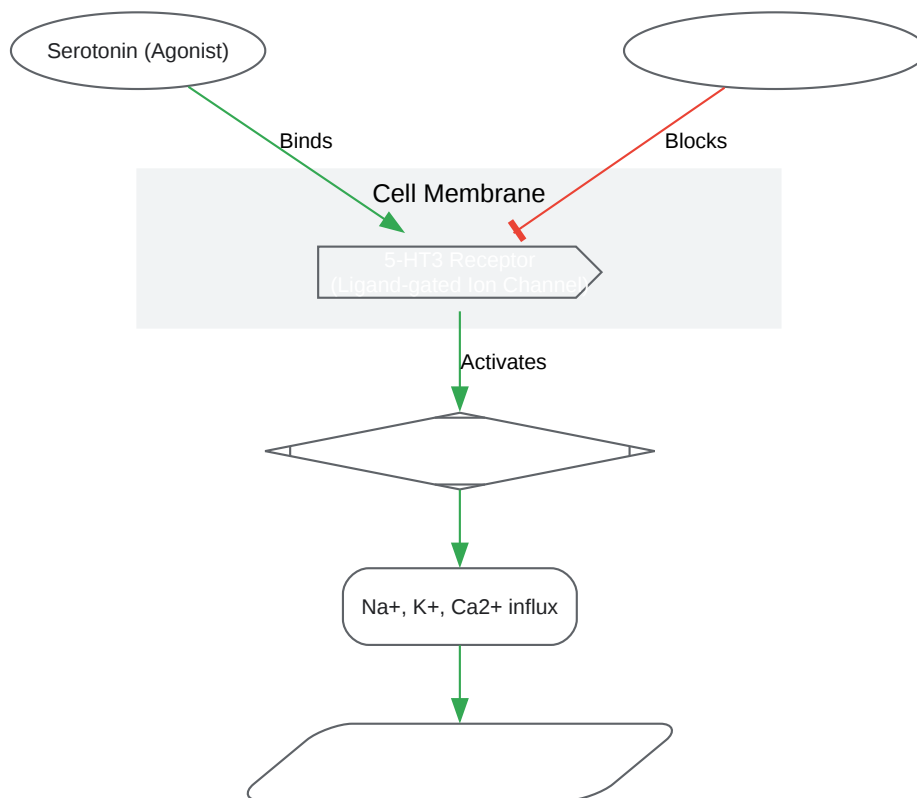 Serotonin (Agonist)
Binds
Blocks
Cell Membrane
5-HT3 Receptor
(Ligand-gated Ion Channel)
Activates
Na+, K+, Ca2+ influx